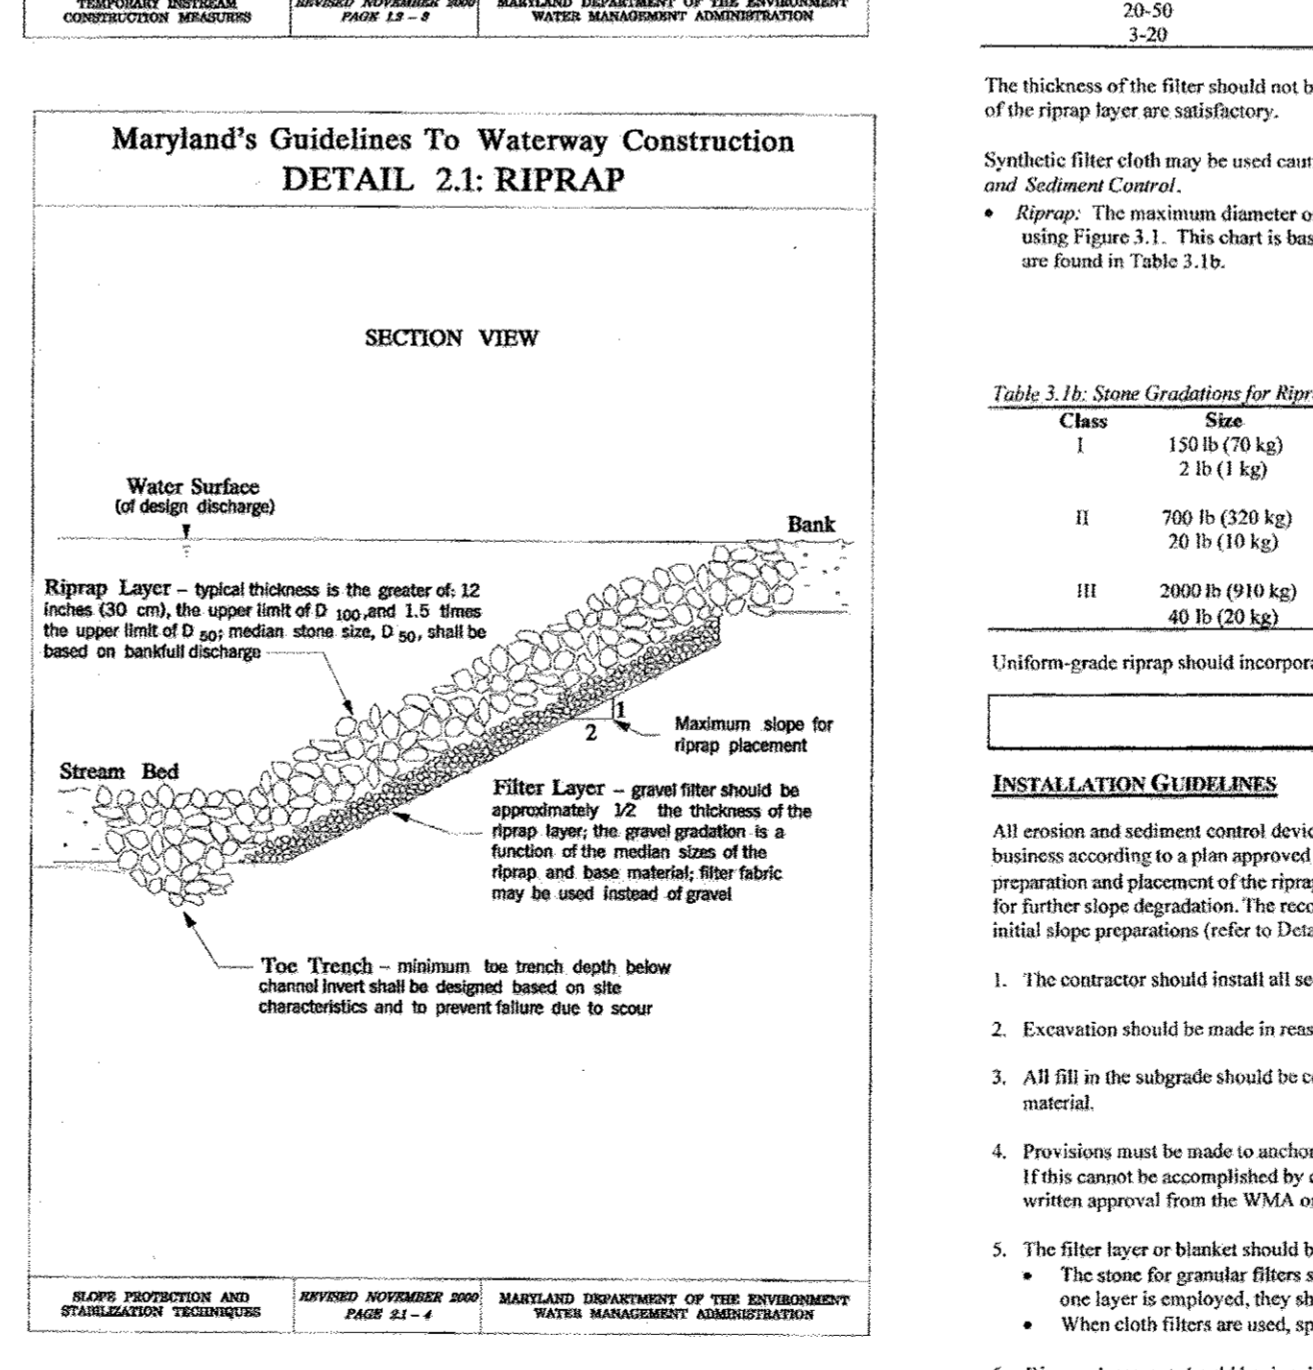 TEMPORARY INSTREAM
CONSTRUCTION MEASURES
REVISED NOVEMBER 2000
PAGE 1.2 – 8
MARYLAND DEPARTMENT OF THE ENVIRONMENT
WATER MANAGEMENT ADMINISTRATION
Maryland's Guidelines To Waterway Construction
DETAIL 2.1: RIPRAP
SECTION VIEW
Water Surface
(of design discharge)
Bank
Riprap Layer – typical thickness is the greater of: 12
inches (30 cm), the upper limit of D 100,and 1.5 times
the upper limit of D 50; median stone size, D 50, shall be
based on bankfull discharge
1
2
Maximum slope for
riprap placement
Stream Bed
Filter Layer – gravel filter should be
approximately 1/2 the thickness of the
riprap layer; the gravel gradation is a
function of the median sizes of the
riprap and base material; filter fabric
may be used instead of gravel
Toe Trench – minimum toe trench depth below
channel invert shall be designed based on site
characteristics and to prevent failure due to scour
SLOPE PROTECTION AND
STABILIZATION TECHNIQUES
REVISED NOVEMBER 2000
PAGE 2.1 – 4
MARYLAND DEPARTMENT OF THE ENVIRONMENT
WATER MANAGEMENT ADMINISTRATION
20-50
3-20
The thickness of the filter should not b
of the riprap layer are satisfactory.
Synthetic filter cloth may be used caut
and Sediment Control.
• Riprap: The maximum diameter o
using Figure 3.1. This chart is bas
are found in Table 3.1b.
Table 3.1b: Stone Gradations for Ripr
Class Size
I 150 lb (70 kg)
2 lb (1 kg)
II 700 lb (320 kg)
20 lb (10 kg)
III 2000 lb (910 kg)
40 lb (20 kg)
Uniform-grade riprap should incorpora
INSTALLATION GUIDELINES
All erosion and sediment control devic
business according to a plan approved
preparation and placement of the ripra
for further slope degradation. The reco
initial slope preparations (refer to Deta
1. The contractor should install all se
2. Excavation should be made in reas
3. All fill in the subgrade should be c
material.
4. Provisions must be made to anchor
If this cannot be accomplished by
written approval from the WMA o
5. The filter layer or blanket should b
• The stone for granular filters s
one layer is employed, they sh
• When cloth filters are used, sp